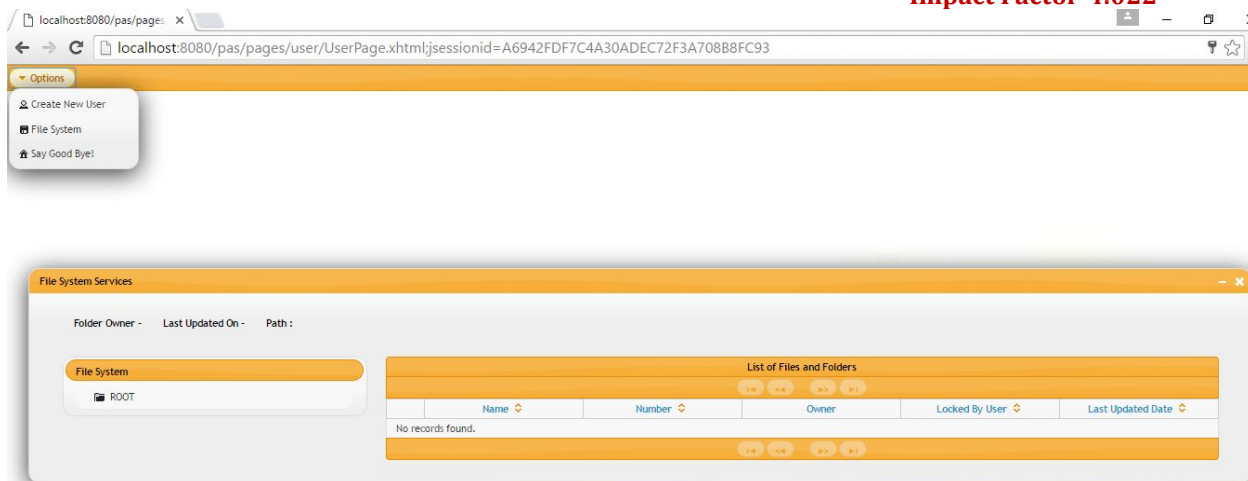 Impact Factor 4.022
localhost:8080/pas/pages
localhost:8080/pas/pages/user/UserPage.xhtml;jsessionid=A6942FDF7C4A30ADEC72F3A708B8FC93
Options
Create New User
File System
Say Good Bye!
File System Services
Folder Owner - Last Updated On - Path :
File System
ROOT
List of Files and Folders
Name Number Owner Locked By User Last Updated Date
No records found.